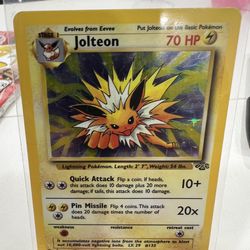 Evolves from Eevee
Put Jolteon on the Basic Pokémon
STAGE 1
Jolteon
70 HP
Lightning Pokémon. Length: 2' 7", Weight: 54 lbs.
Quick Attack Flip a coin. If heads,
this attack does 10 damage plus 20 more
damage; if tails, this attack does 10
damage.
10+
Pin Missile Flip 4 coins. This attack
does 20 damage times the number of
heads.
20x
weakness
resistance
retreat cost
It accumulates negative ions from the atmosphere to blast
out 10,000-volt lightning bolts. LV. 29 #135